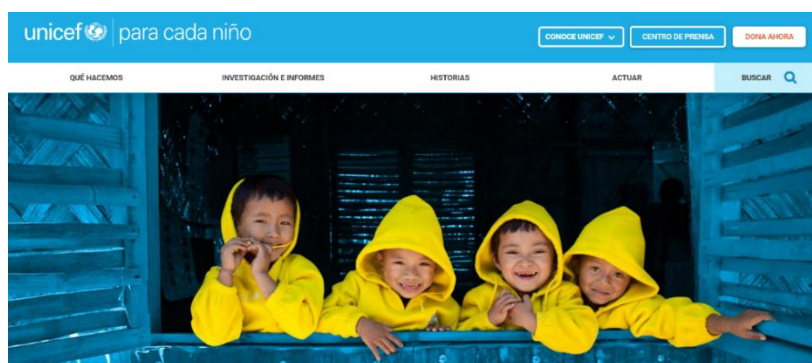 unicef | para cada niño
CONOCE UNICEF
CENTRO DE PRENSA
DONA AHORA
QUÉ HACEMOS
INVESTIGACIÓN E INFORMES
HISTORIAS
ACTUAR
BUSCAR